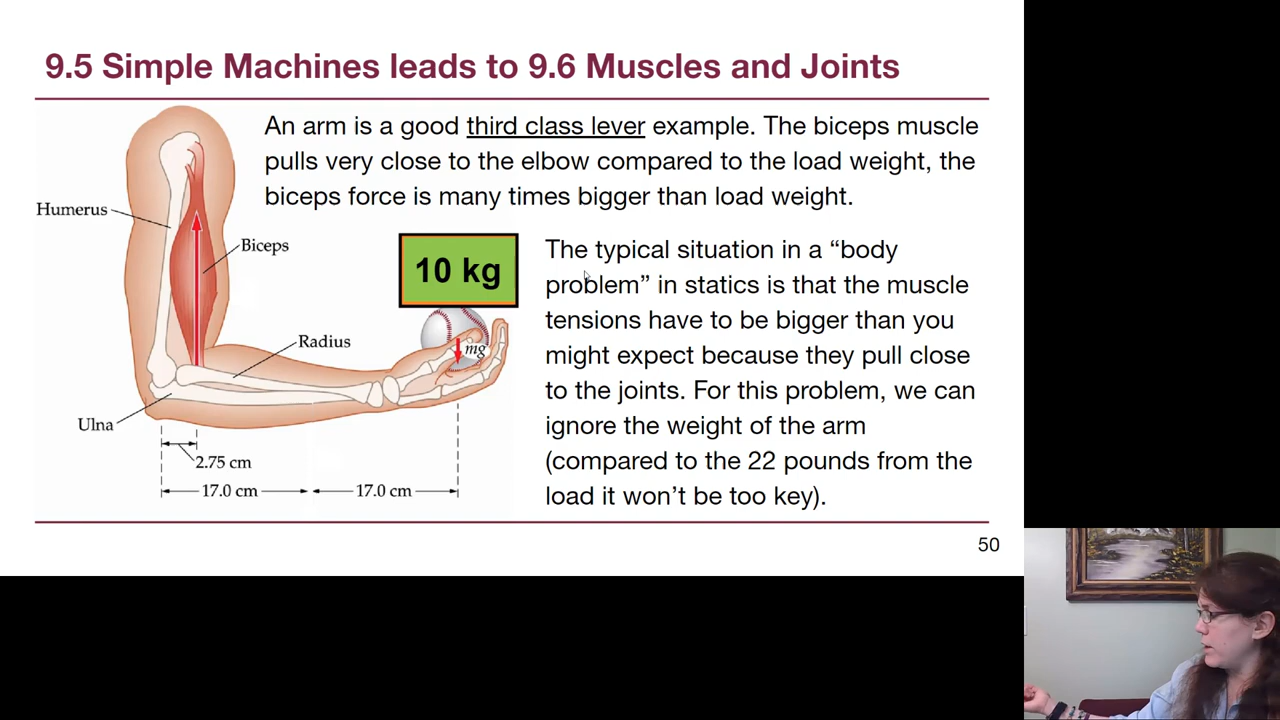 9.5 Simple Machines leads to 9.6 Muscles and Joints
An arm is a good third class lever example. The biceps muscle
pulls very close to the elbow compared to the load weight, the
biceps force is many times bigger than load weight.
Humerus
Biceps
10 kg
mg
Radius
Ulna
2.75 cm
17.0 cm
17.0 cm
The typical situation in a “body
problem” in statics is that the muscle
tensions have to be bigger than you
might expect because they pull close
to the joints. For this problem, we can
ignore the weight of the arm
(compared to the 22 pounds from the
load it won’t be too key).
50